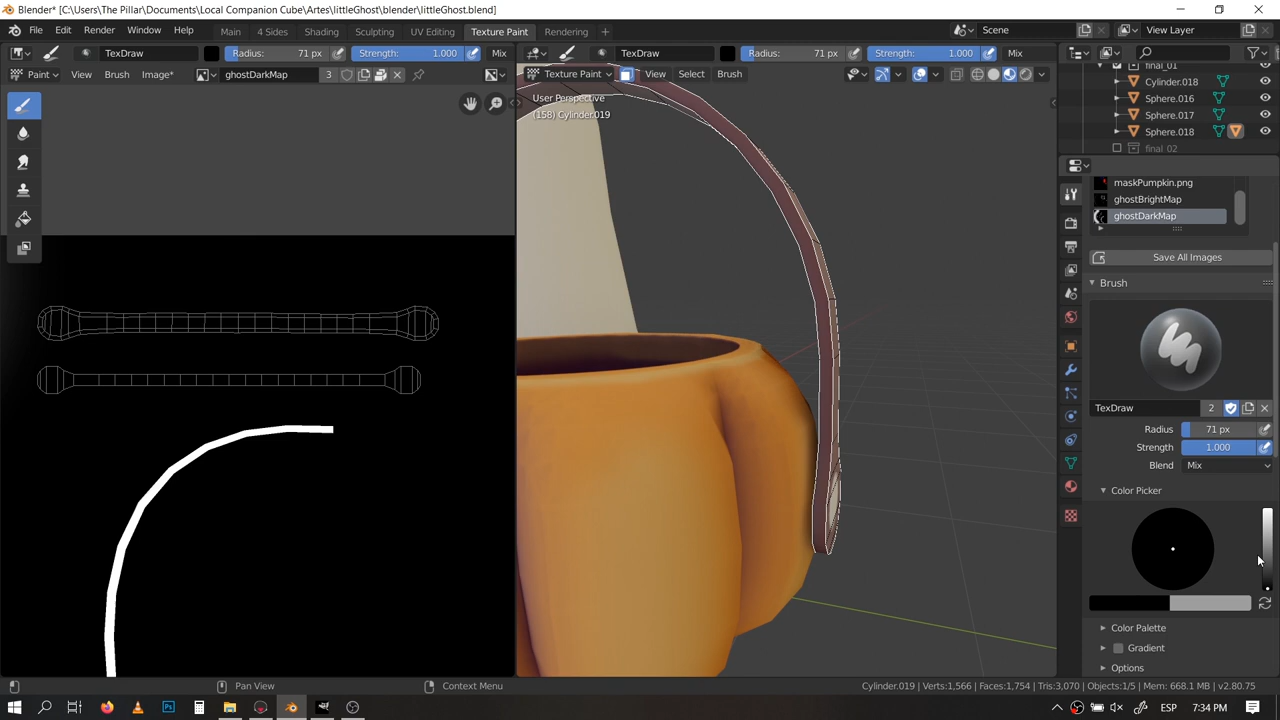 Blender* [C:\Users\The Pillar\Documents\Local Companion Cube\Artes\littleGhost\blender\littleGhost.blend]
File Edit Render Window Help Main 4 Sides Shading Sculpting UV Editing Texture Paint Rendering Scene View Layer
TexDraw Radius: 71 px Strength: 1.000 Mix TexDraw Radius: 71 px Strength: 1.000 Mix
Paint View Brush Image* ghostDarkMap 3 Texture Paint View Select Brush
User Perspective
(158) Cylinder.019
final_01
Cylinder.018
Sphere.016
Sphere.017
Sphere.018
final_02
maskPumpkin.png
ghostBrightMap
ghostDarkMap
Save All Images
Brush
TexDraw 2
Radius 71 px
Strength 1.000
Blend Mix
Color Picker
Color Palette
Gradient
Options
Pan View Context Menu Cylinder.019 | Verts:1,566 | Faces:1,754 | Tris:3,070 | Objects:1/5 | Mem: 668.1 MB | v2.80.75
ESP 7:34 PM